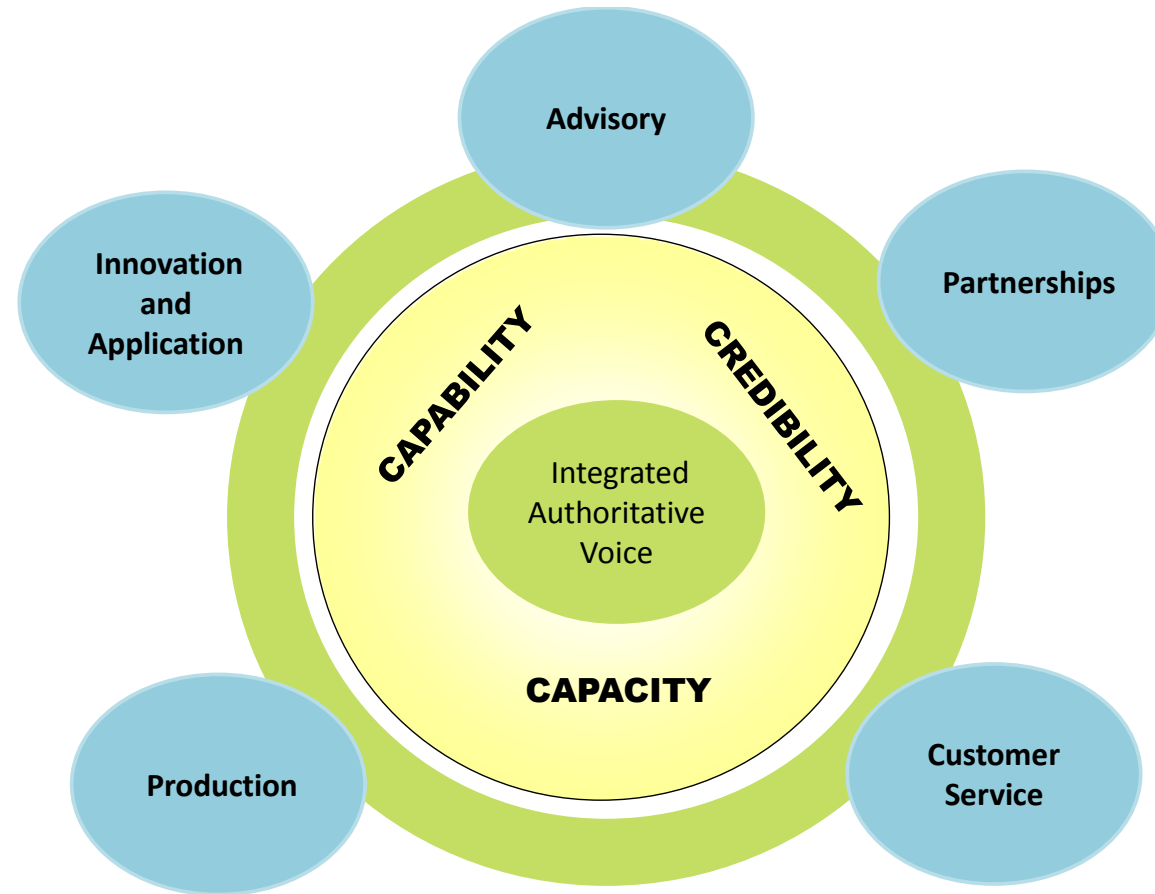 Advisory
Innovation
and
Application
Partnerships
CAPABILITY
CREDIBILITY
Integrated
Authoritative
Voice
CAPACITY
Production
Customer
Service